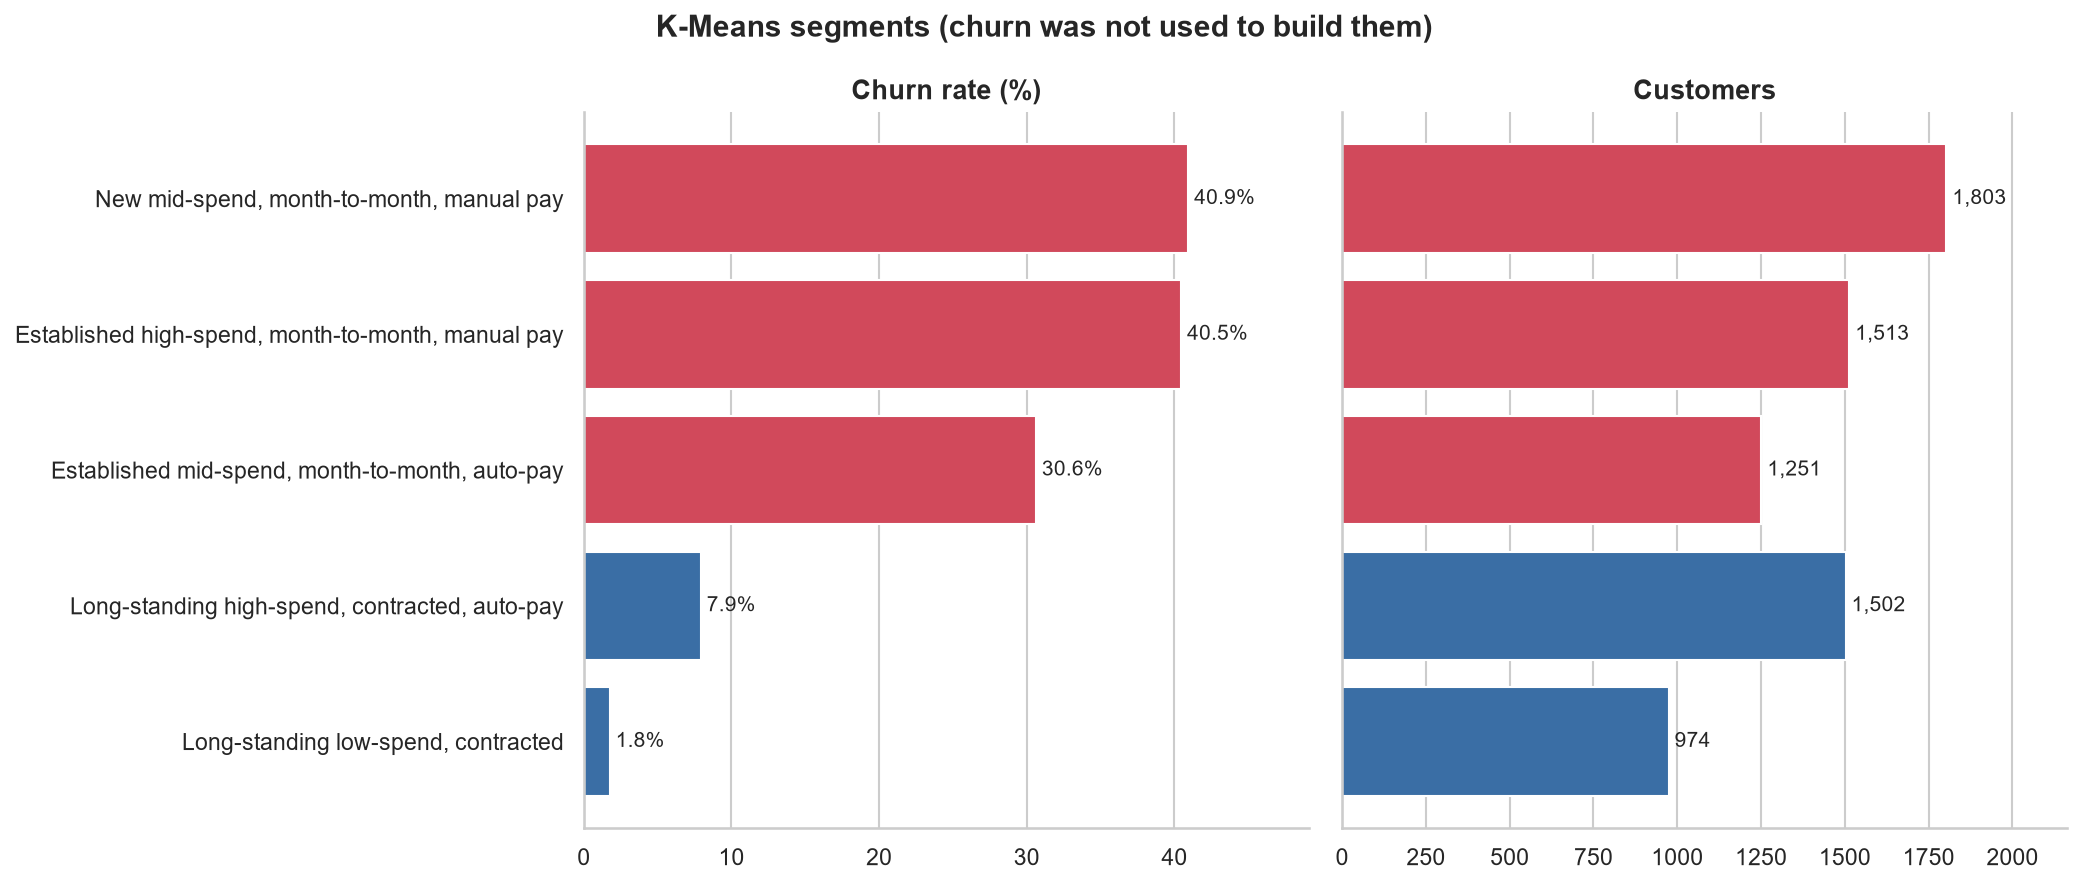 K-Means segments (churn was not used to build them)
Churn rate (%)
New mid-spend, month-to-month, manual pay
Established high-spend, month-to-month, manual pay
Established mid-spend, month-to-month, auto-pay
Long-standing high-spend, contracted, auto-pay
Long-standing low-spend, contracted
40.9%
40.5%
30.6%
7.9%
1.8%
0 10 20 30 40
Customers
1,803
1,513
1,251
1,502
974
0 250 500 750 1000 1250 1500 1750 2000